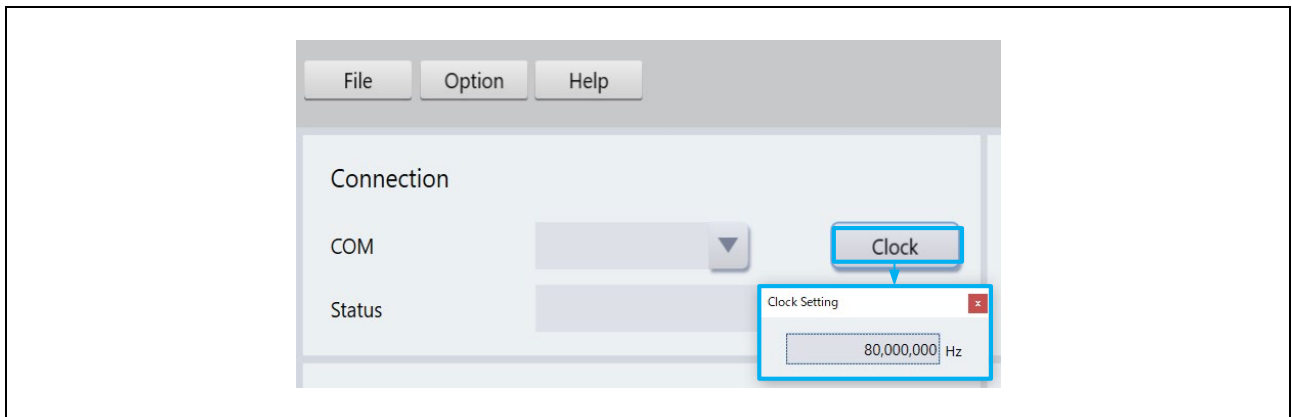 File Option Help
Connection
COM Clock
Status
Clock Setting x
80,000,000 Hz